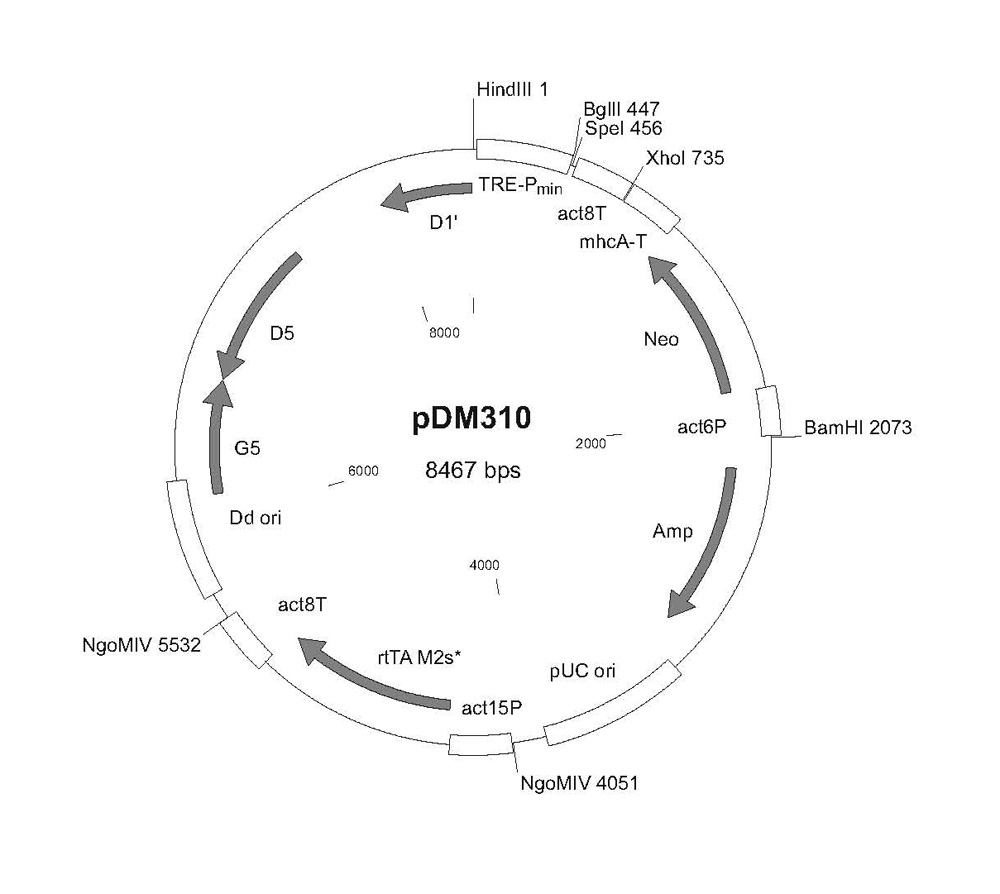 HindIII 1
BglII 447
SpeI 456
XhoI 735
TRE-Pmin
act8T
mhcA-T
D1'
D5
8000
Neo
pDM310
act6P
BamHI 2073
2000
G5
6000
8467 bps
Dd ori
Amp
4000
act8T
NgoMIV 5532
rtTA M2s*
pUC ori
act15P
NgoMIV 4051